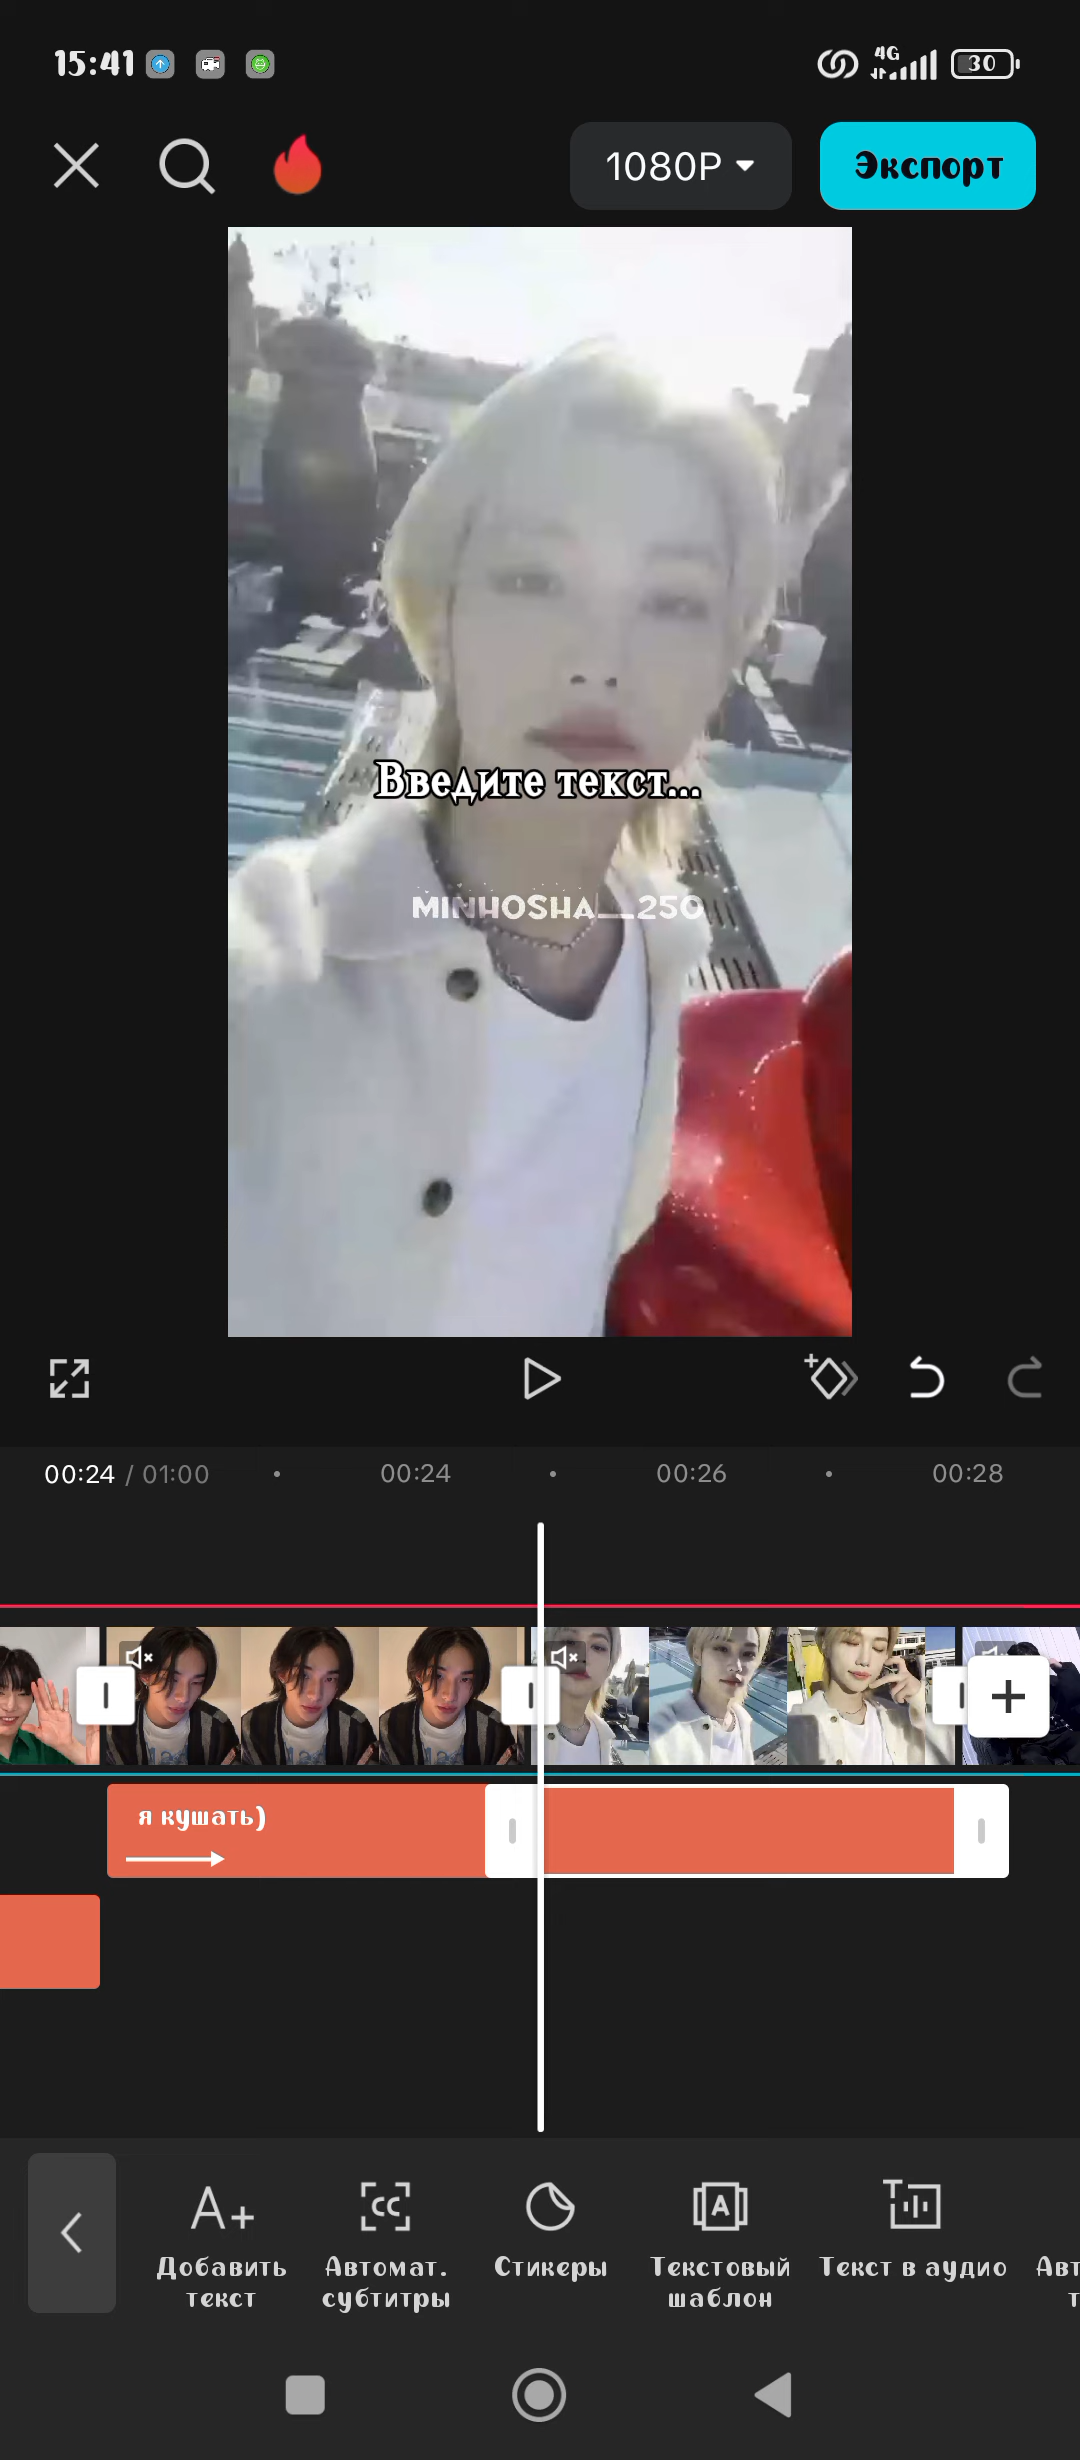 15:41
4G
30
1080P
Экспорт
Введите текст...
MINHOSHA__250
00:24 / 01:00
00:24
00:26
00:28
я кушать)
Добавить текст
Автомат. субтитры
Стикеры
Текстовый шаблон
Текст в аудио